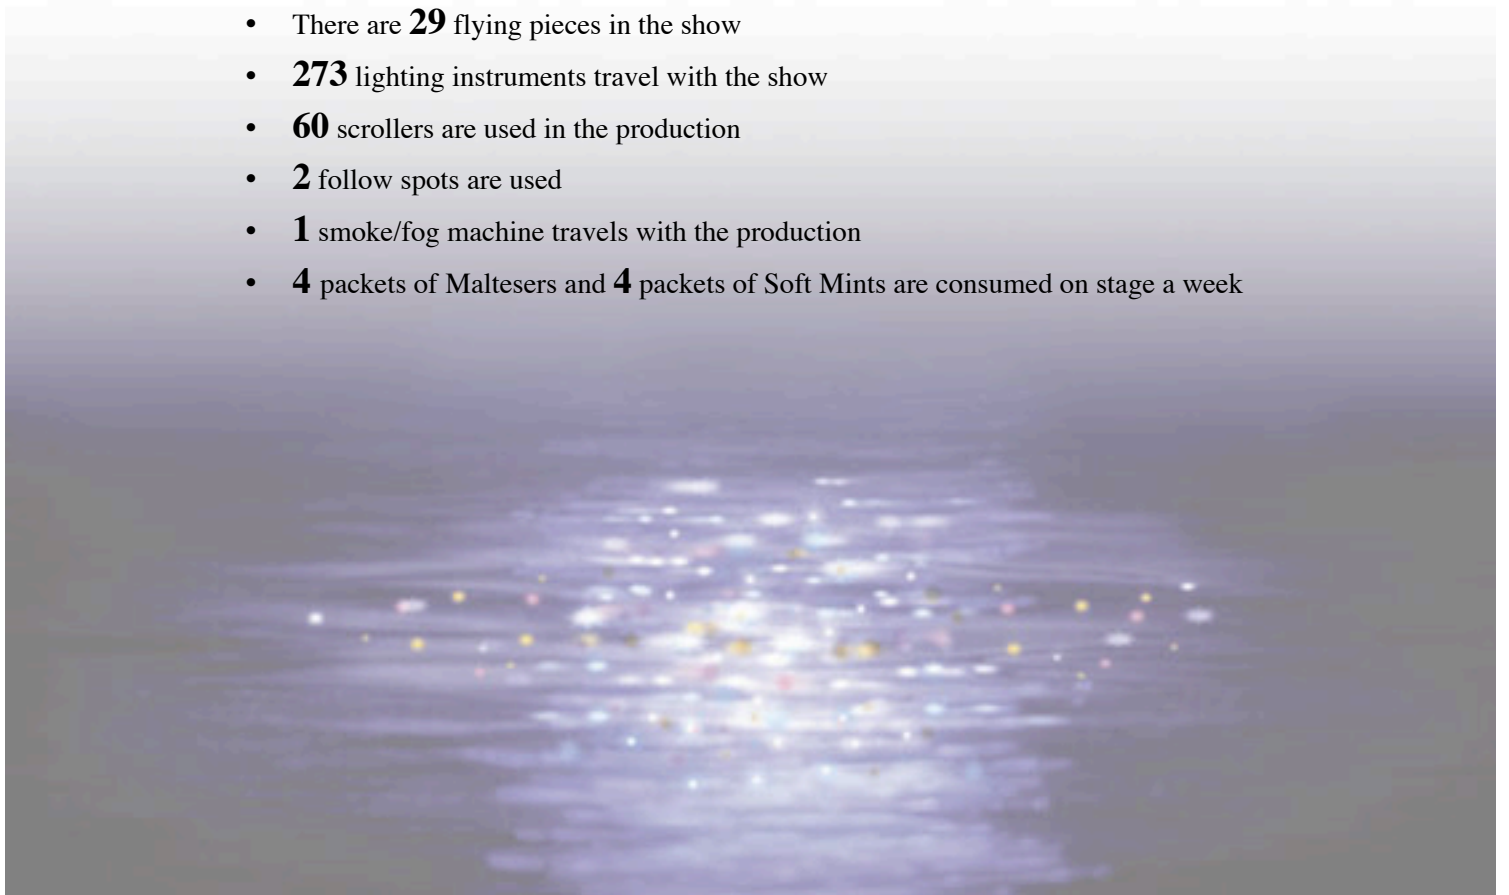 • There are 29 flying pieces in the show
• 273 lighting instruments travel with the show
• 60 scrollers are used in the production
• 2 follow spots are used
• 1 smoke/fog machine travels with the production
• 4 packets of Maltesers and 4 packets of Soft Mints are consumed on stage a week